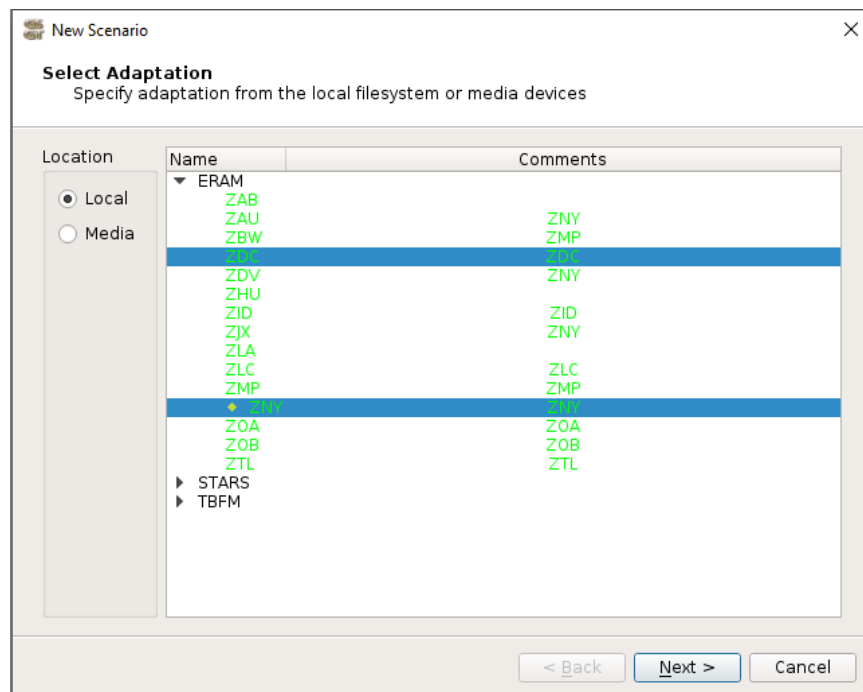 New Scenario
Select Adaptation
Specify adaptation from the local filesystem or media devices
Location
Local
Media
Name Comments
ERAM
ZAB
ZAU ZNY
ZBW ZMP
ZDC ZDC
ZDV ZNY
ZHU
ZID ZID
ZJX ZNY
ZLA
ZLC ZLC
ZMP ZMP
ZNY ZNY
ZOA ZOA
ZOB ZOB
ZTL ZTL
STARS
TBFM
< Back Next > Cancel